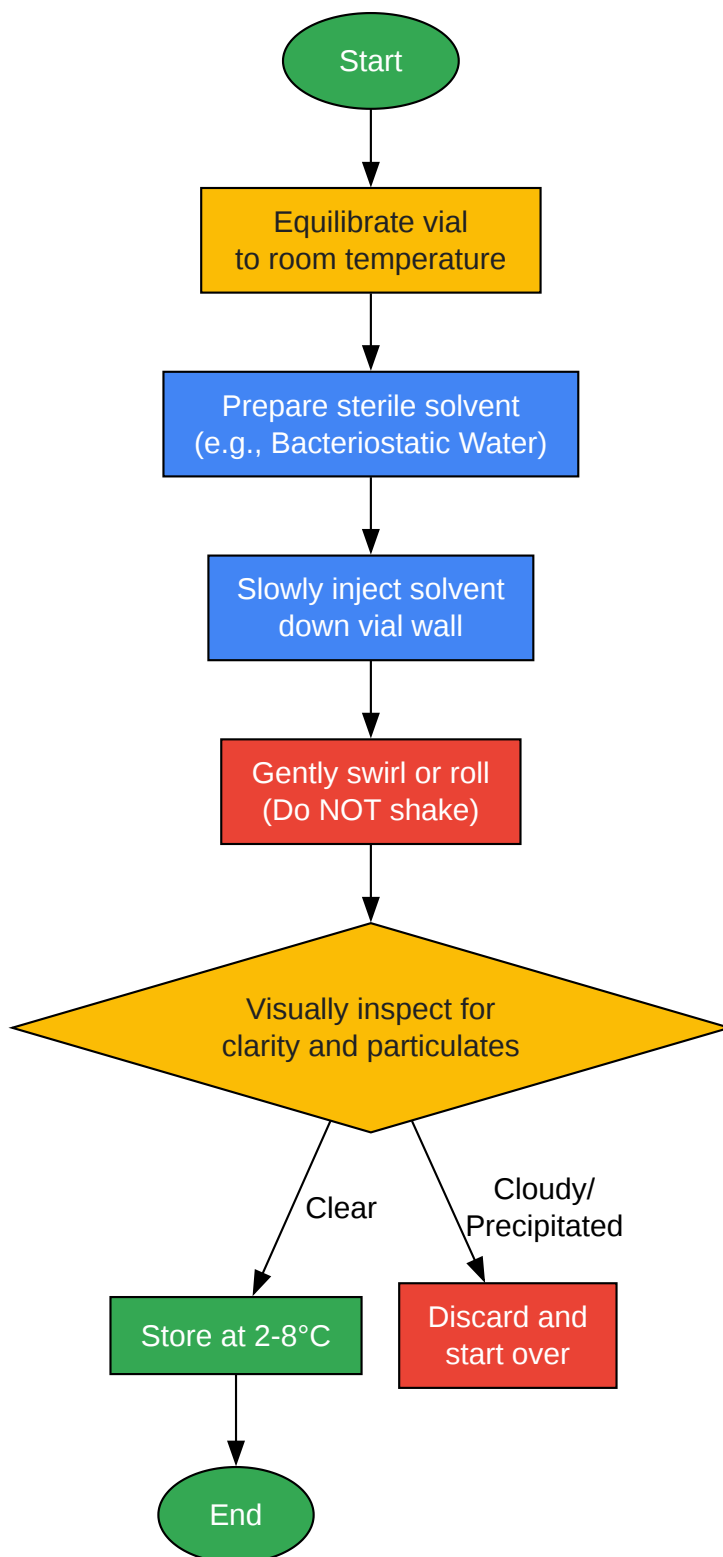 Start
Equilibrate vial
to room temperature
Prepare sterile solvent
(e.g., Bacteriostatic Water)
Slowly inject solvent
down vial wall
Gently swirl or roll
(Do NOT shake)
Visually inspect for
clarity and particulates
Clear
Cloudy/
Precipitated
Store at 2-8°C
Discard and
start over
End